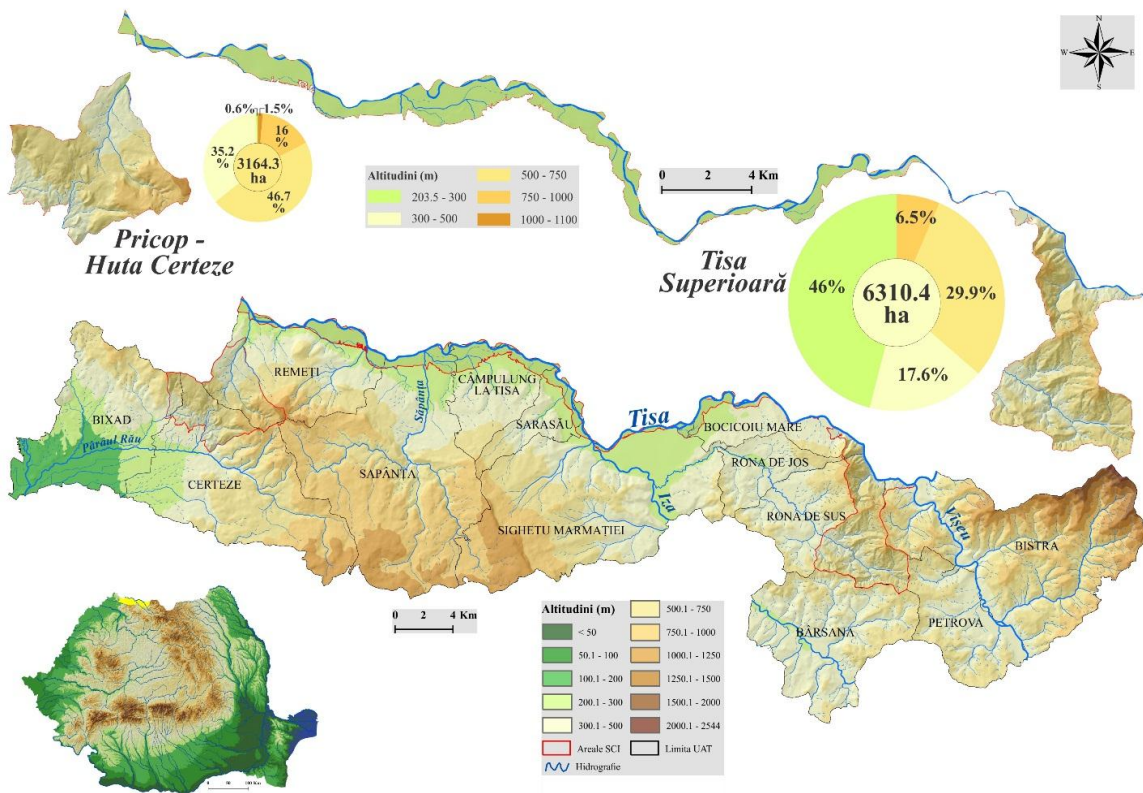 N
W E
S
0.6% 1.5%
16
%
35.2
%
3164.3
ha
46.7
%
Pricop -
Huta Certeze
Altitudini (m)
203.5 - 300
300 - 500
500 - 750
750 - 1000
1000 - 1100
0 2 4 Km
Tisa
Superioară
6.5%
46%
6310.4
ha
29.9%
17.6%
REMEȚI
BIXAD
Pârâul Rău
CERTEZE
Săpânța
CÂMPULUNG
LA TISA
SARASĂU
SAPÂNȚA
Tisa
BOCICOIU MARE
RONA DE JOS
Iza
RONA DE SUS
SIGHETU MARMAȚIEI
Vișeu
BISTRA
BÂRSANA
PETROVA
0 2 4 Km
Altitudini (m)
< 50
50.1 - 100
100.1 - 200
200.1 - 300
300.1 - 500
500.1 - 750
750.1 - 1000
1000.1 - 1250
1250.1 - 1500
1500.1 - 2000
2000.1 - 2544
Areale SCI
Limita UAT
Hidrografie